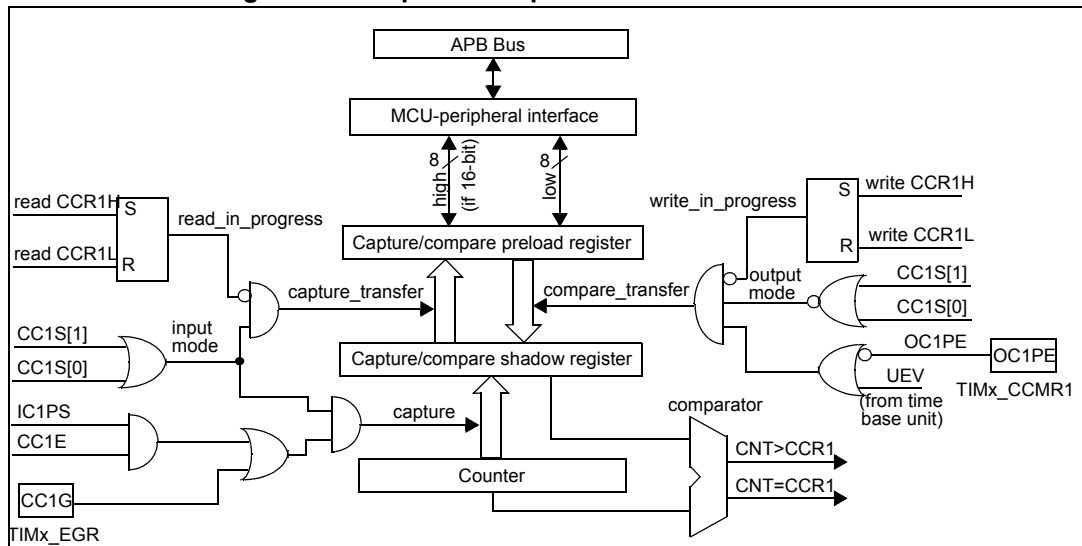 APB Bus
MCU-peripheral interface
8
high
(if 16-bit)
8
low
read CCR1H
S
read_in_progress
read CCR1L
R
write_in_progress
S
write CCR1H
R
write CCR1L
Capture/compare preload register
capture_transfer
compare_transfer
output
mode
CC1S[1]
CC1S[0]
CC1S[1]
CC1S[0]
input
mode
Capture/compare shadow register
OC1PE
OC1PE
UEV
TIMx_CCMR1
(from time
base unit)
IC1PS
CC1E
capture
comparator
CNT>CCR1
Counter
CNT=CCR1
CC1G
TIMx_EGR